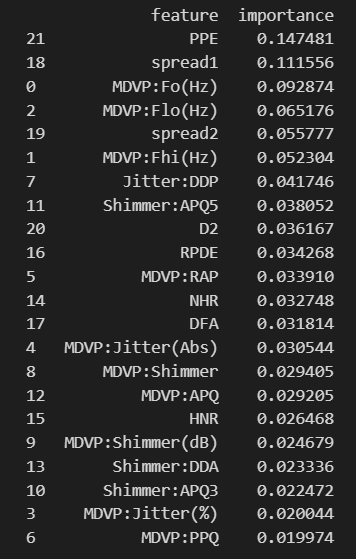 feature importance
21 PPE 0.147481
18 spread1 0.111556
0 MDVP:Fo(Hz) 0.092874
2 MDVP:Flo(Hz) 0.065176
19 spread2 0.055777
1 MDVP:Fhi(Hz) 0.052304
7 Jitter:DDP 0.041746
11 Shimmer:APQ5 0.038052
20 D2 0.036167
16 RPDE 0.034268
5 MDVP:RAP 0.033910
14 NHR 0.032748
17 DFA 0.031814
4 MDVP:Jitter(Abs) 0.030544
8 MDVP:Shimmer 0.029405
12 MDVP:APQ 0.029205
15 HNR 0.026468
9 MDVP:Shimmer(dB) 0.024679
13 Shimmer:DDA 0.023336
10 Shimmer:APQ3 0.022472
3 MDVP:Jitter(%) 0.020044
6 MDVP:PPQ 0.019974